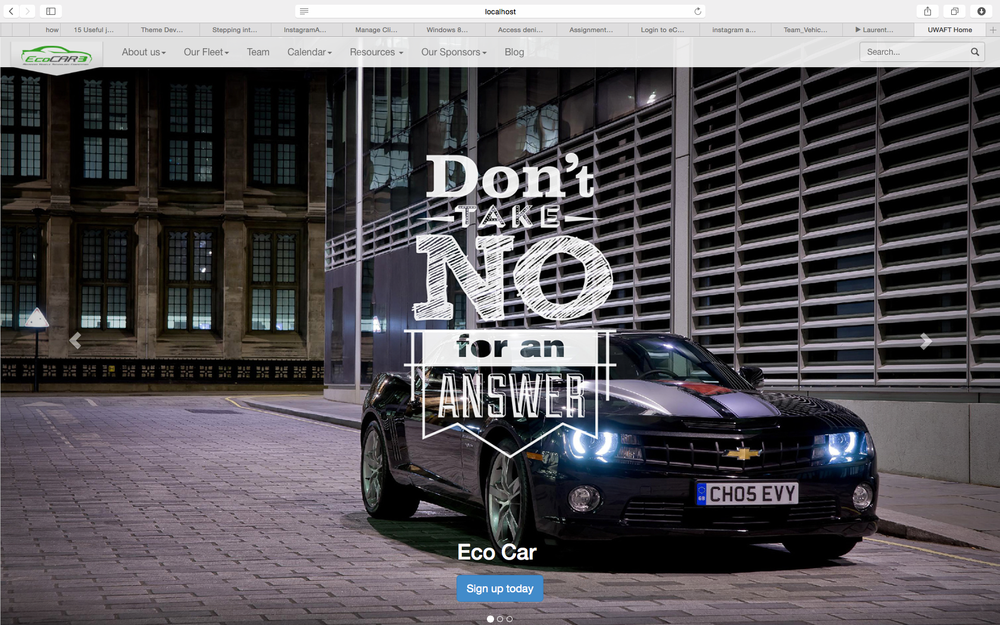 localhost
how
15 Useful j...
Theme Dev...
Stepping int...
InstagramA...
Manage Cli...
Windows 8...
Access deni...
Assignment...
Login to eC...
instagram a...
Team_Vehic...
Laurent...
UWAFT Home
EcoCAR3
About us
Our Fleet
Team
Calendar
Resources
Our Sponsors
Blog
Search...
Don't
TAKE
NO
for an
ANSWER
GB
CH05 EVY
Eco Car
Sign up today